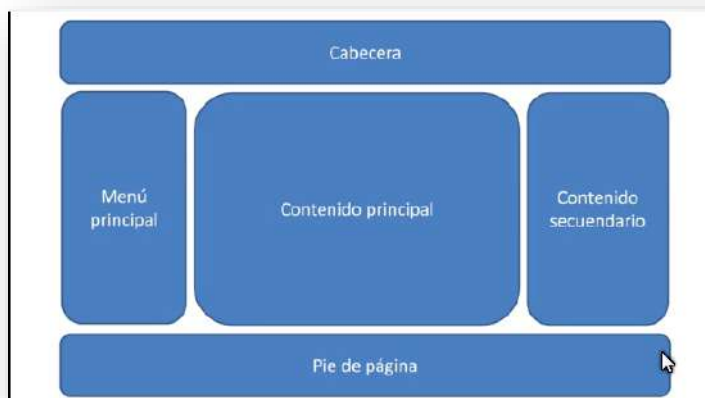 Cabecera
Menú
principal
Contenido principal
Contenido
secuendario
Pie de página